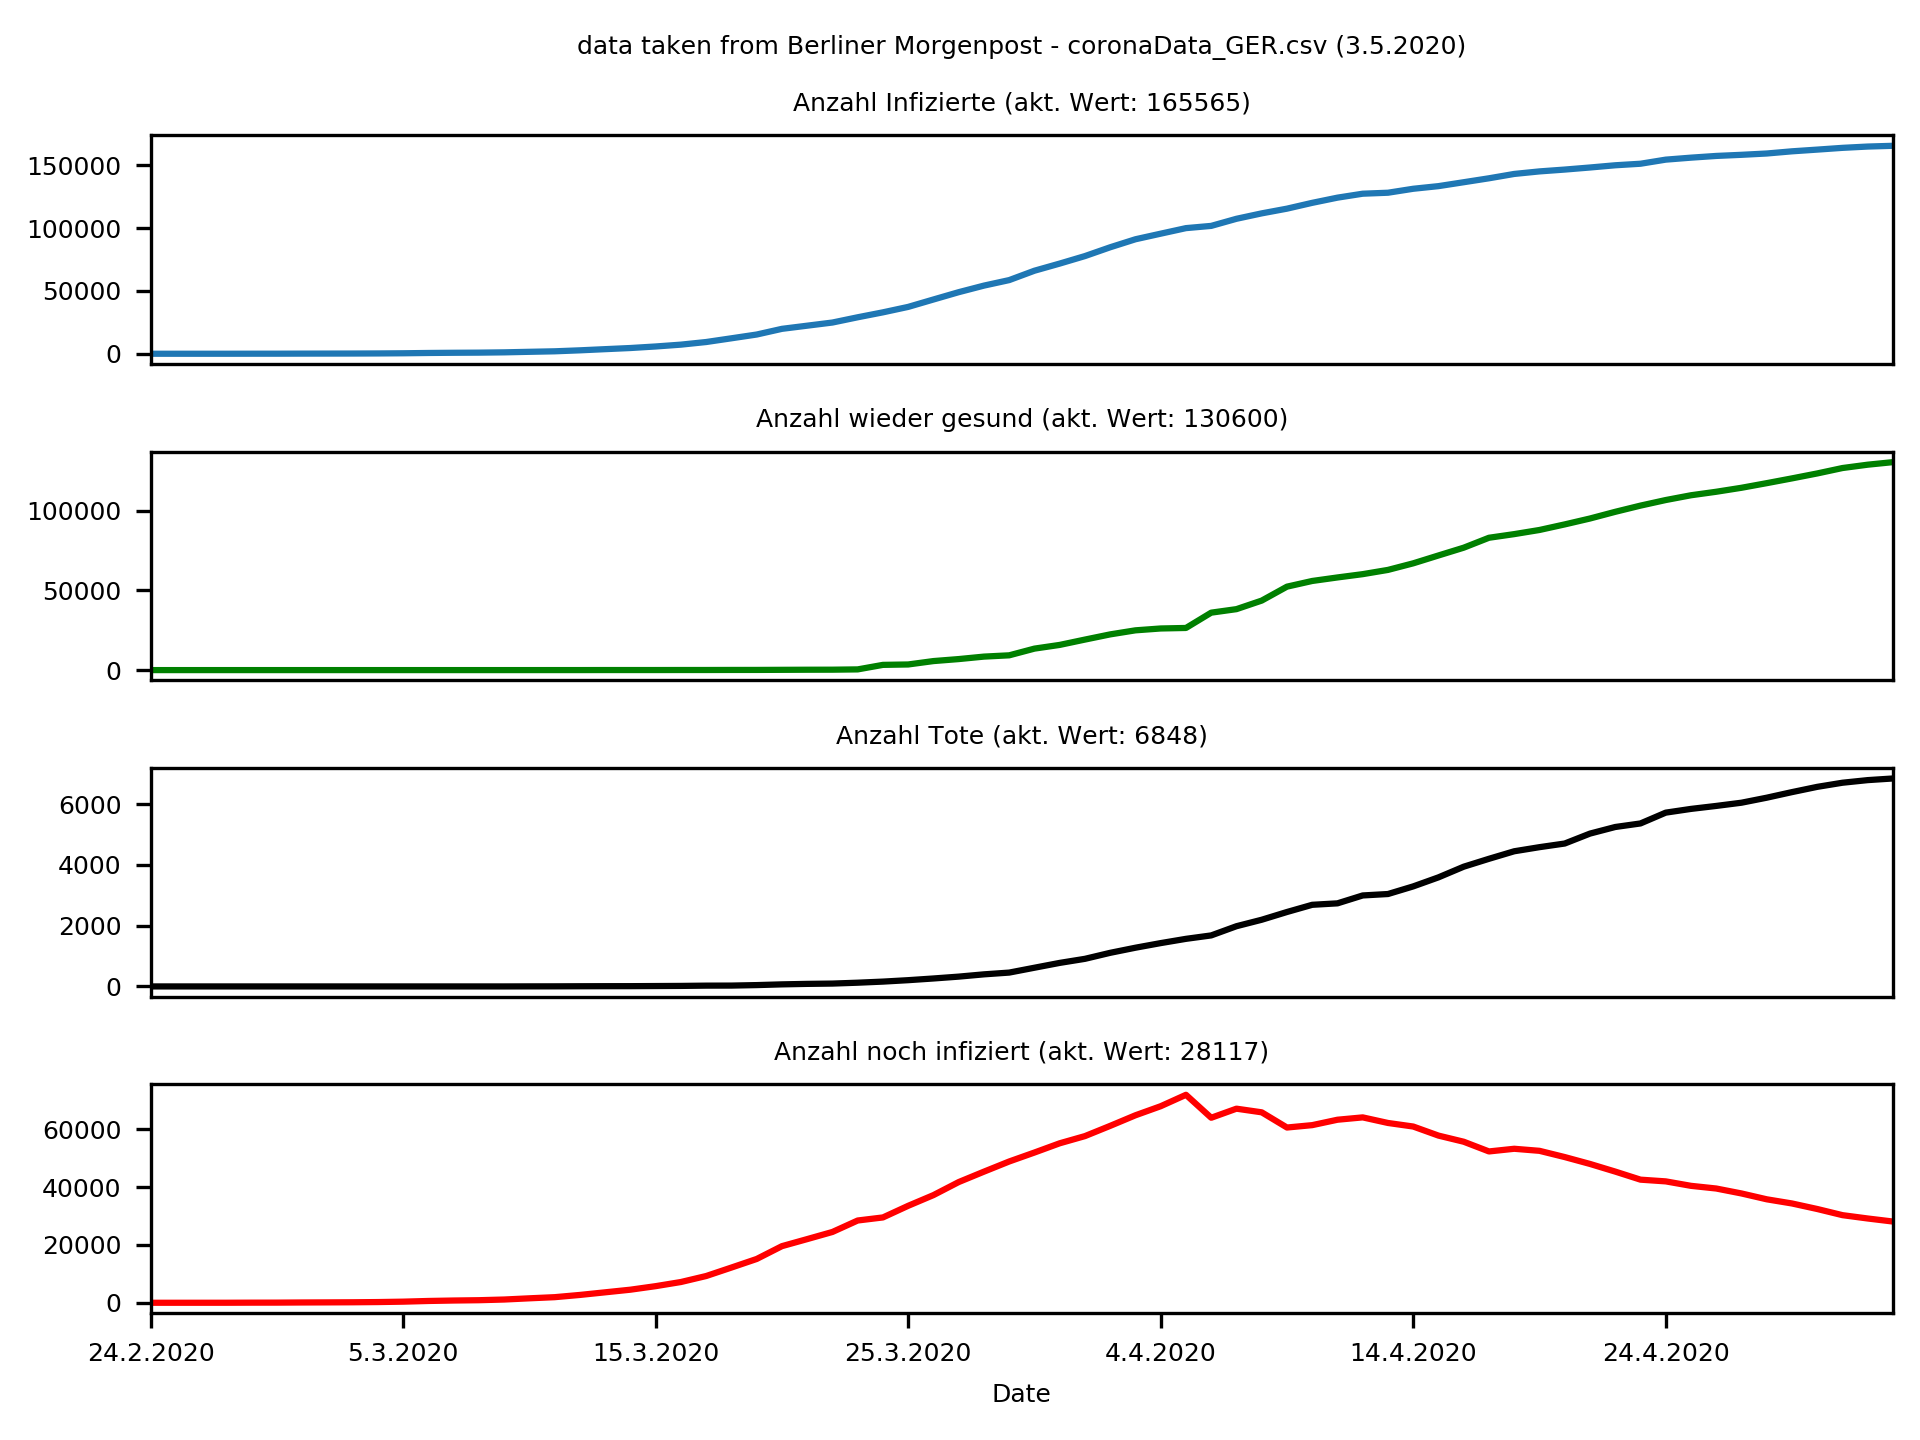 data taken from Berliner Morgenpost - coronaData_GER.csv (3.5.2020)
Anzahl Infizierte (akt. Wert: 165565)
150000
100000
50000
0
Anzahl wieder gesund (akt. Wert: 130600)
100000
50000
0
Anzahl Tote (akt. Wert: 6848)
6000
4000
2000
0
Anzahl noch infiziert (akt. Wert: 28117)
60000
40000
20000
0
24.2.2020 5.3.2020 15.3.2020 25.3.2020 4.4.2020 14.4.2020 24.4.2020
Date